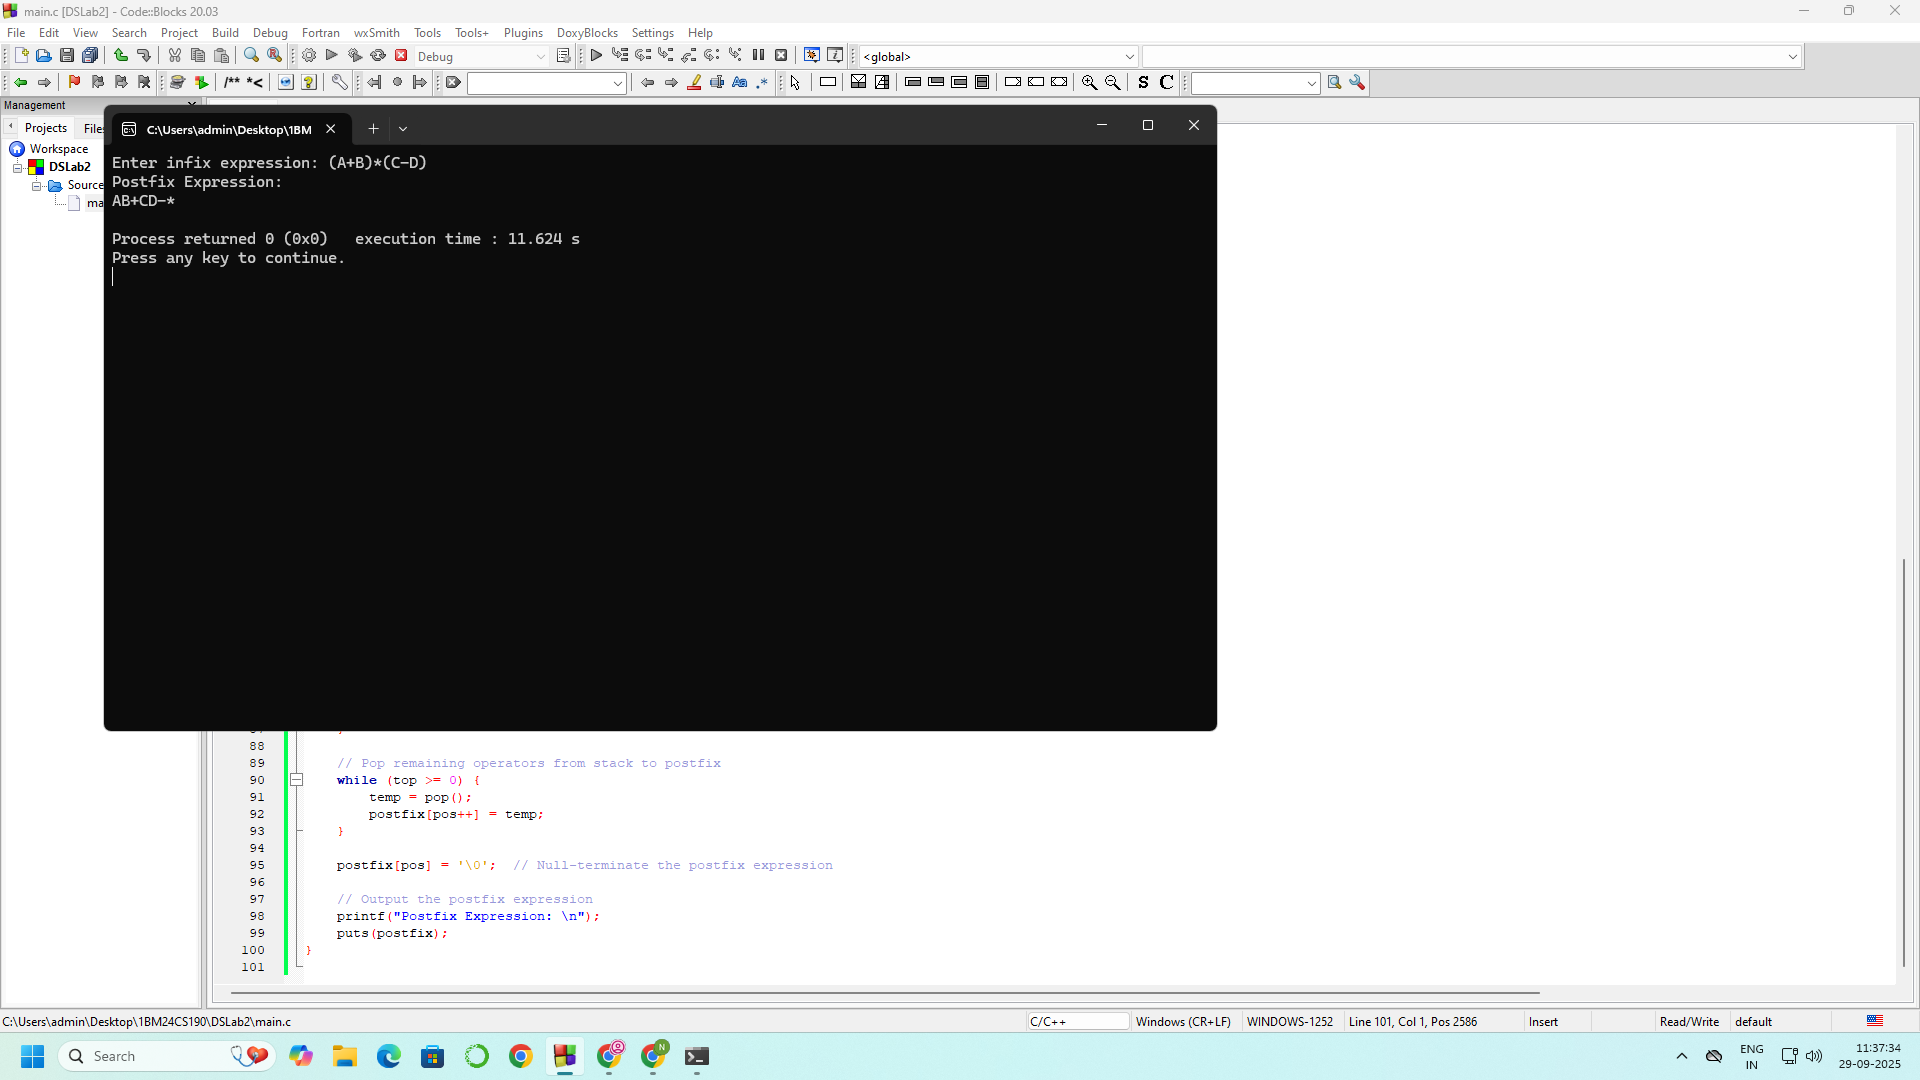 main.c [DSLab2] - Code::Blocks 20.03
File Edit View Search Project Build Debug Fortran wxSmith Tools Tools+ Plugins DoxyBlocks Settings Help
Debug
<global>
/** *<
Aa .*
S C
Management
Projects Files
Workspace
DSLab2
Source
ma
C:\Users\admin\Desktop\1BM
Enter infix expression: (A+B)*(C-D)
Postfix Expression:
AB+CD-*
Process returned 0 (0x0)   execution time : 11.624 s
Press any key to continue.
88
89 // Pop remaining operators from stack to postfix
90 while (top >= 0) {
91 temp = pop();
92 postfix[pos++] = temp;
93 }
94
95 postfix[pos] = '\0';  // Null-terminate the postfix expression
96
97 // Output the postfix expression
98 printf("Postfix Expression: \n");
99 puts(postfix);
100 }
101
C:\Users\admin\Desktop\1BM24CS190\DSLab2\main.c C/C++ Windows (CR+LF) WINDOWS-1252 Line 101, Col 1, Pos 2586 Insert Read/Write default
Search
ENG
IN
11:37:34
29-09-2025